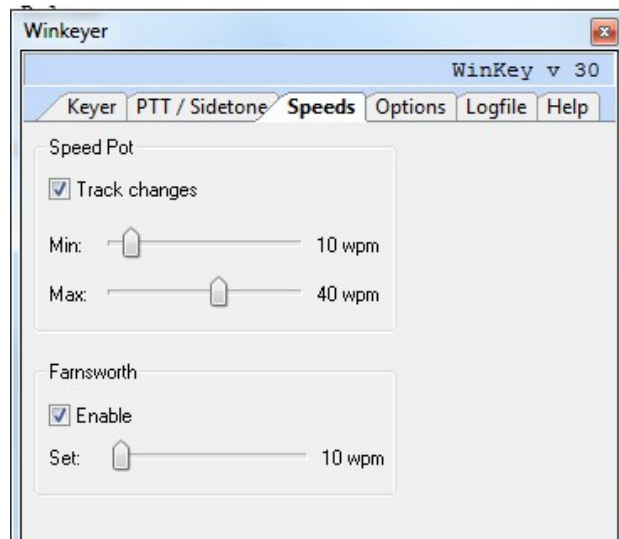 Winkeyer
WinKey v 30
Keyer PTT / Sidetone Speeds Options Logfile Help
Speed Pot
Track changes
Min: 10 wpm
Max: 40 wpm
Farnsworth
Enable
Set: 10 wpm